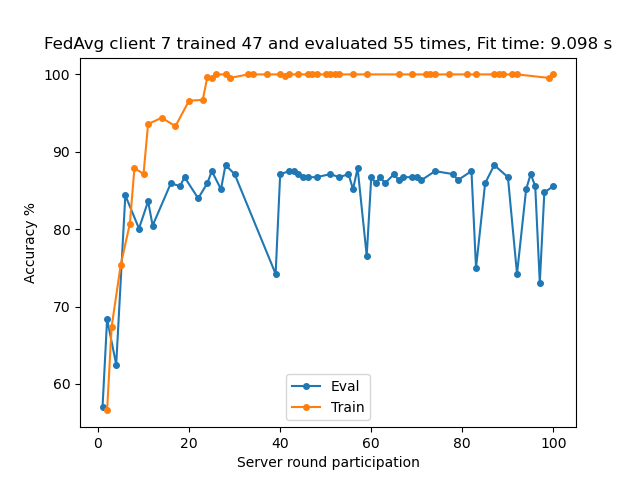 FedAvg client 7 trained 47 and evaluated 55 times, Fit time: 9.098 s
100
90
80
70
60
Accuracy %
Eval
Train
0 20 40 60 80 100
Server round participation